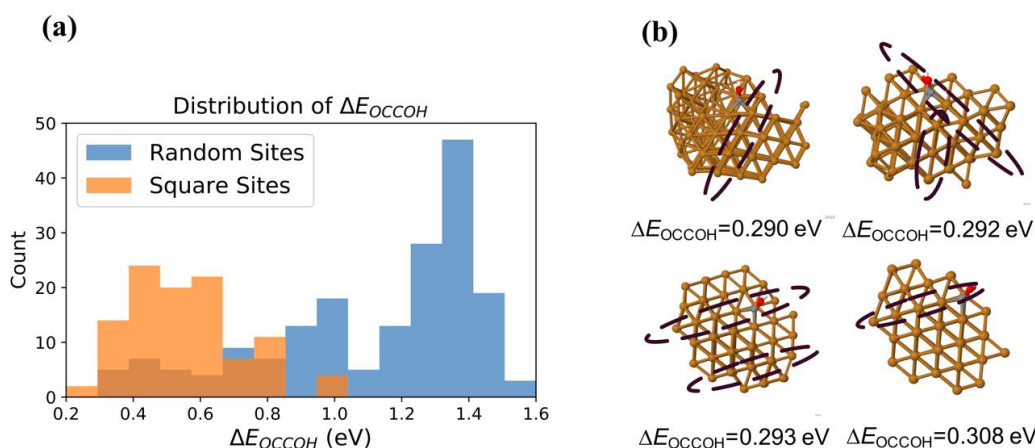 (a)
Distribution of ΔE_OCCOH
50
40
30
20
10
0
Count
Random Sites
Square Sites
0.2 0.4 0.6 0.8 1.0 1.2 1.4 1.6
ΔE_OCCOH (eV)
(b)
ΔE_OCCOH=0.290 eV
ΔE_OCCOH=0.292 eV
ΔE_OCCOH=0.293 eV
ΔE_OCCOH=0.308 eV